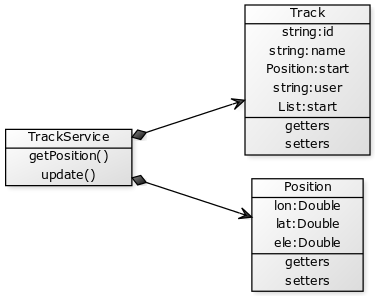 Track
string:id
string:name
Position:start
string:user
List:start
getters
setters
TrackService
getPosition()
update()
Position
lon:Double
lat:Double
ele:Double
getters
setters